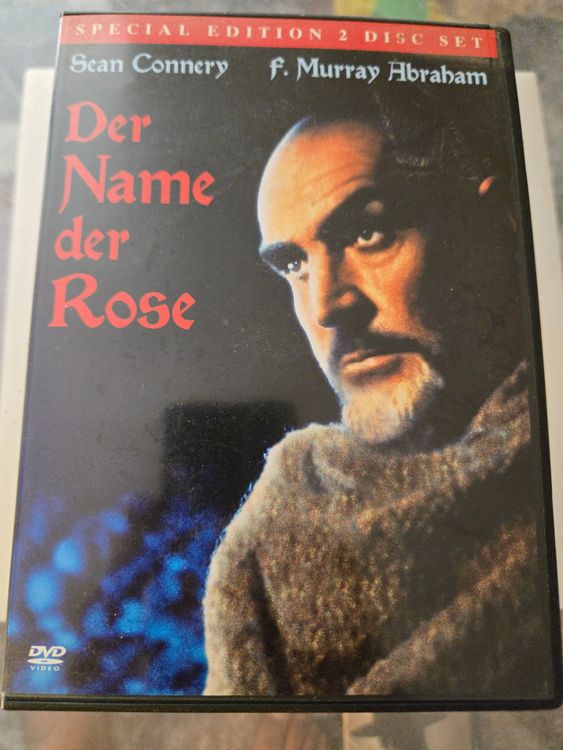 SPECIAL EDITION 2 DISC SET
Sean Connery F. Murray Abraham
Der
Name
der
Rose
DVD
VIDEO